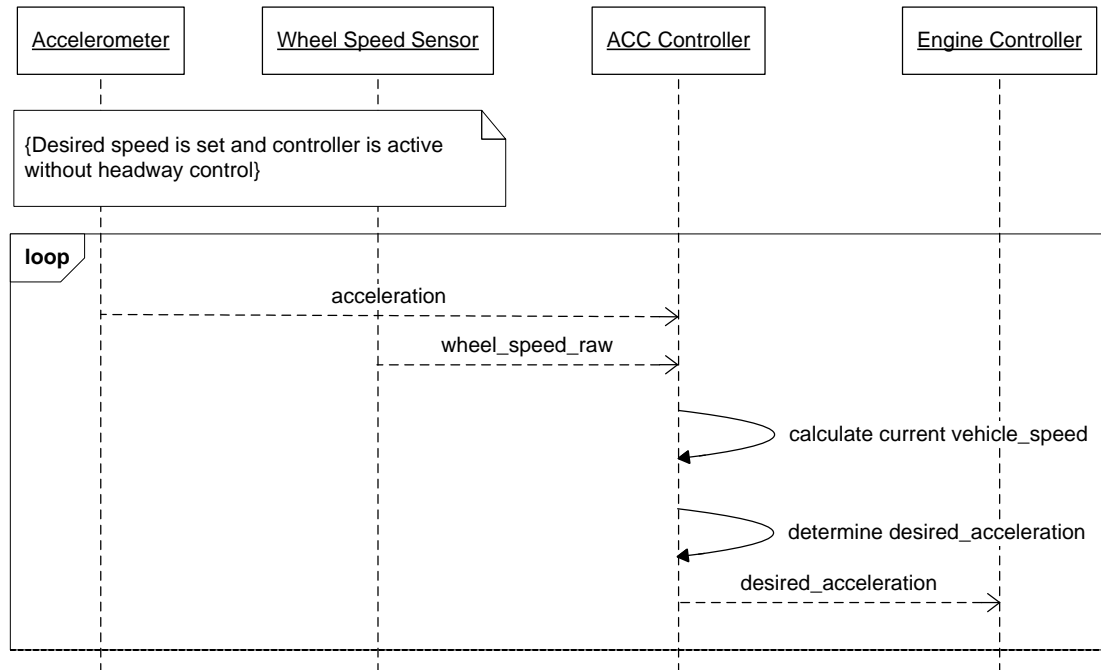 Accelerometer
Wheel Speed Sensor
ACC Controller
Engine Controller
{Desired speed is set and controller is active
without headway control}
loop
acceleration
wheel_speed_raw
calculate current vehicle_speed
determine desired_acceleration
desired_acceleration